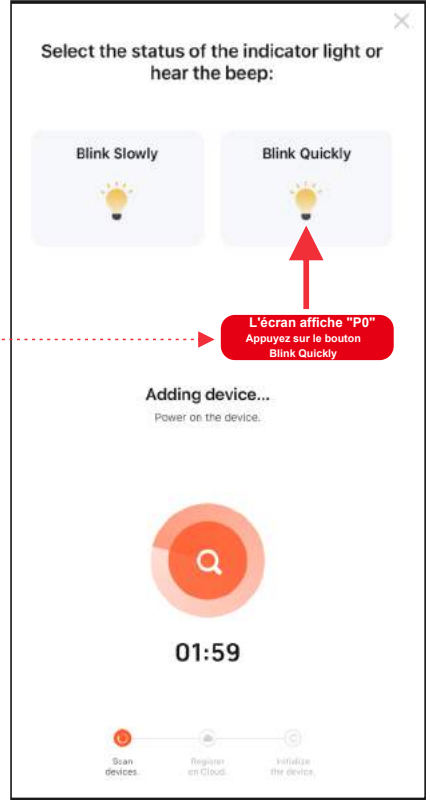 Select the status of the indicator light or
hear the beep:
Blink Slowly
Blink Quickly
L'écran affiche "P0"
Appuyez sur le bouton
Blink Quickly
Adding device...
Power on the device.
01:59
Scan
devices.
Register
on Cloud.
Initialize
the device.